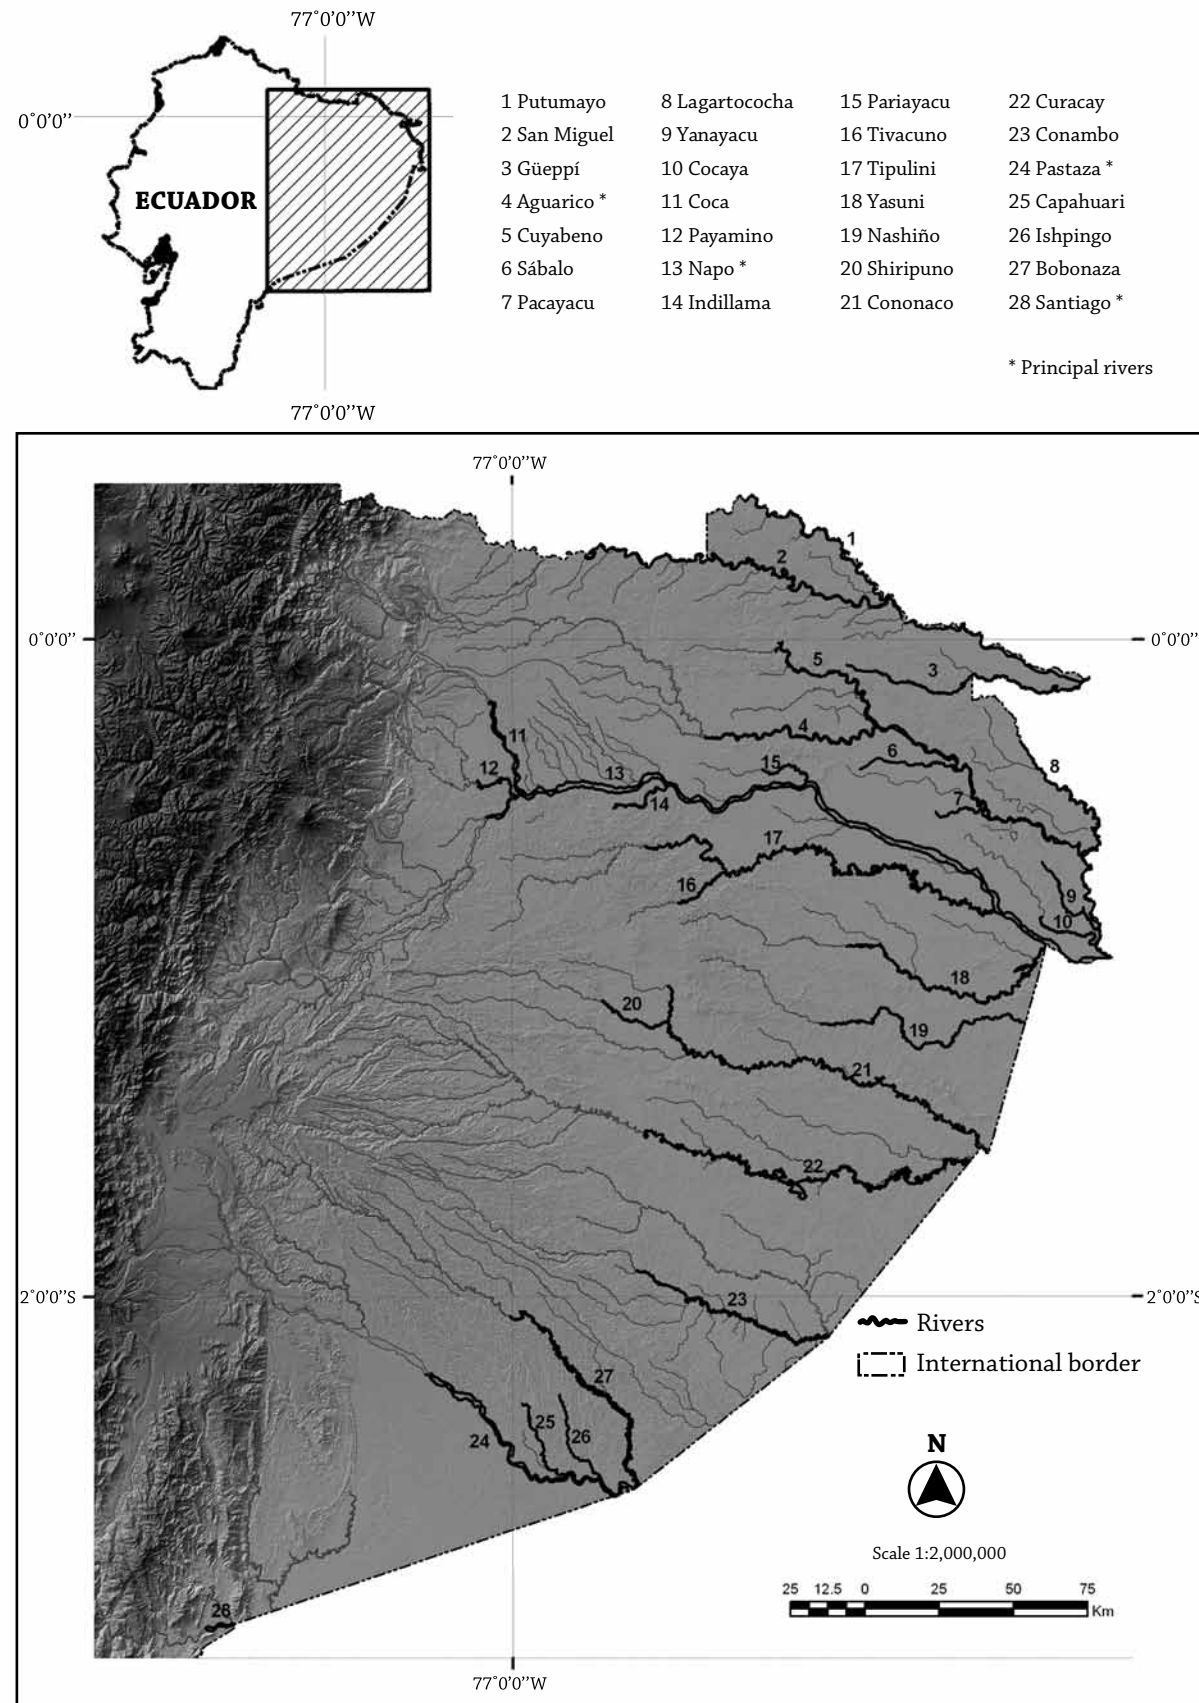 77°0'0''W
0°0'0''
ECUADOR
77°0'0''W
1 Putumayo
2 San Miguel
3 Güeppí
4 Aguarico *
5 Cuyabeno
6 Sábalo
7 Pacayacu
8 Lagartococha
9 Yanayacu
10 Cocaya
11 Coca
12 Payamino
13 Napo *
14 Indillama
15 Pariayacu
16 Tivacuno
17 Tipulini
18 Yasuni
19 Nashiño
20 Shiripuno
21 Cononaco
22 Curacay
23 Conambo
24 Pastaza *
25 Capahuari
26 Ishpingo
27 Bobonaza
28 Santiago *
* Principal rivers
77°0'0''W
1
2
0°0'0''
0°0'0''
5
3
4
11
6
8
12
13
15
7
14
17
16
9
10
18
20
19
21
22
2°0'0''S
2°0'0''S
23
Rivers
International border
27
25
26
24
N
Scale 1:2,000,000
25 12.5 0 25 50 75
Km
28
77°0'0''W